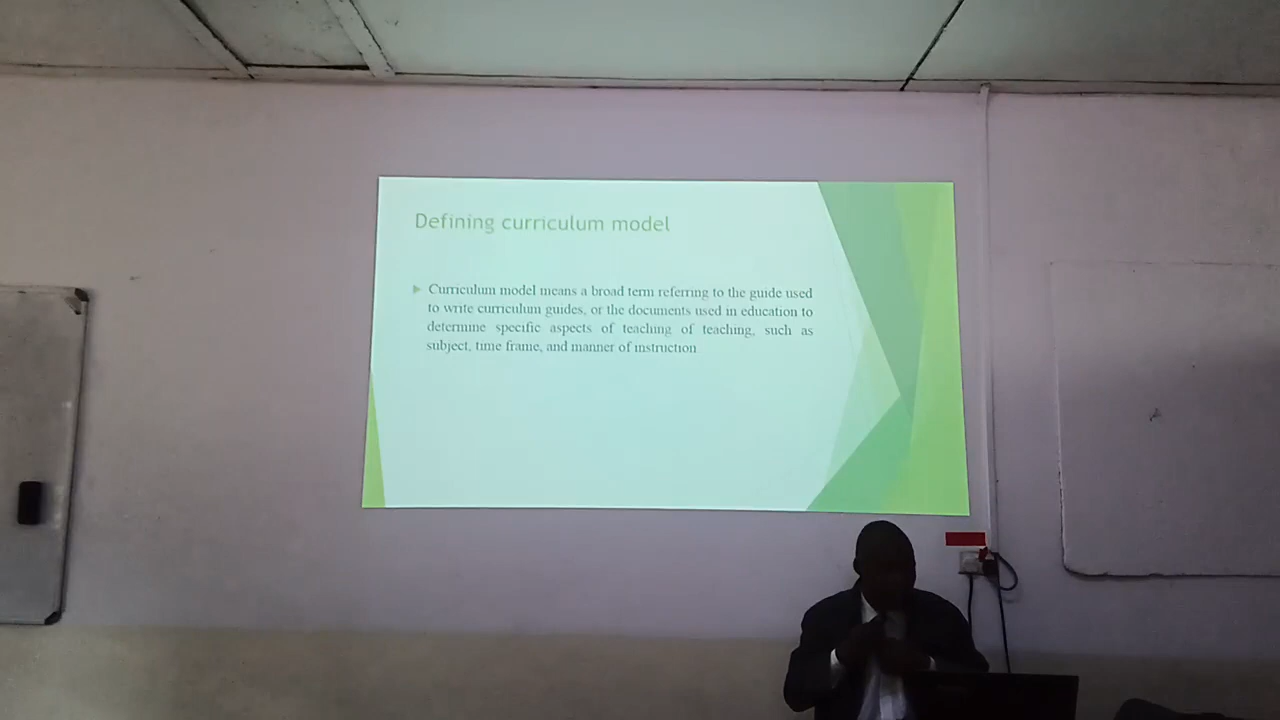 Defining curriculum model
Curriculum model means a broad term referring to the guide used
to write curriculum guides, or the documents used in education to
determine specific aspects of teaching of teaching, such as
subject, time frame, and manner of instruction